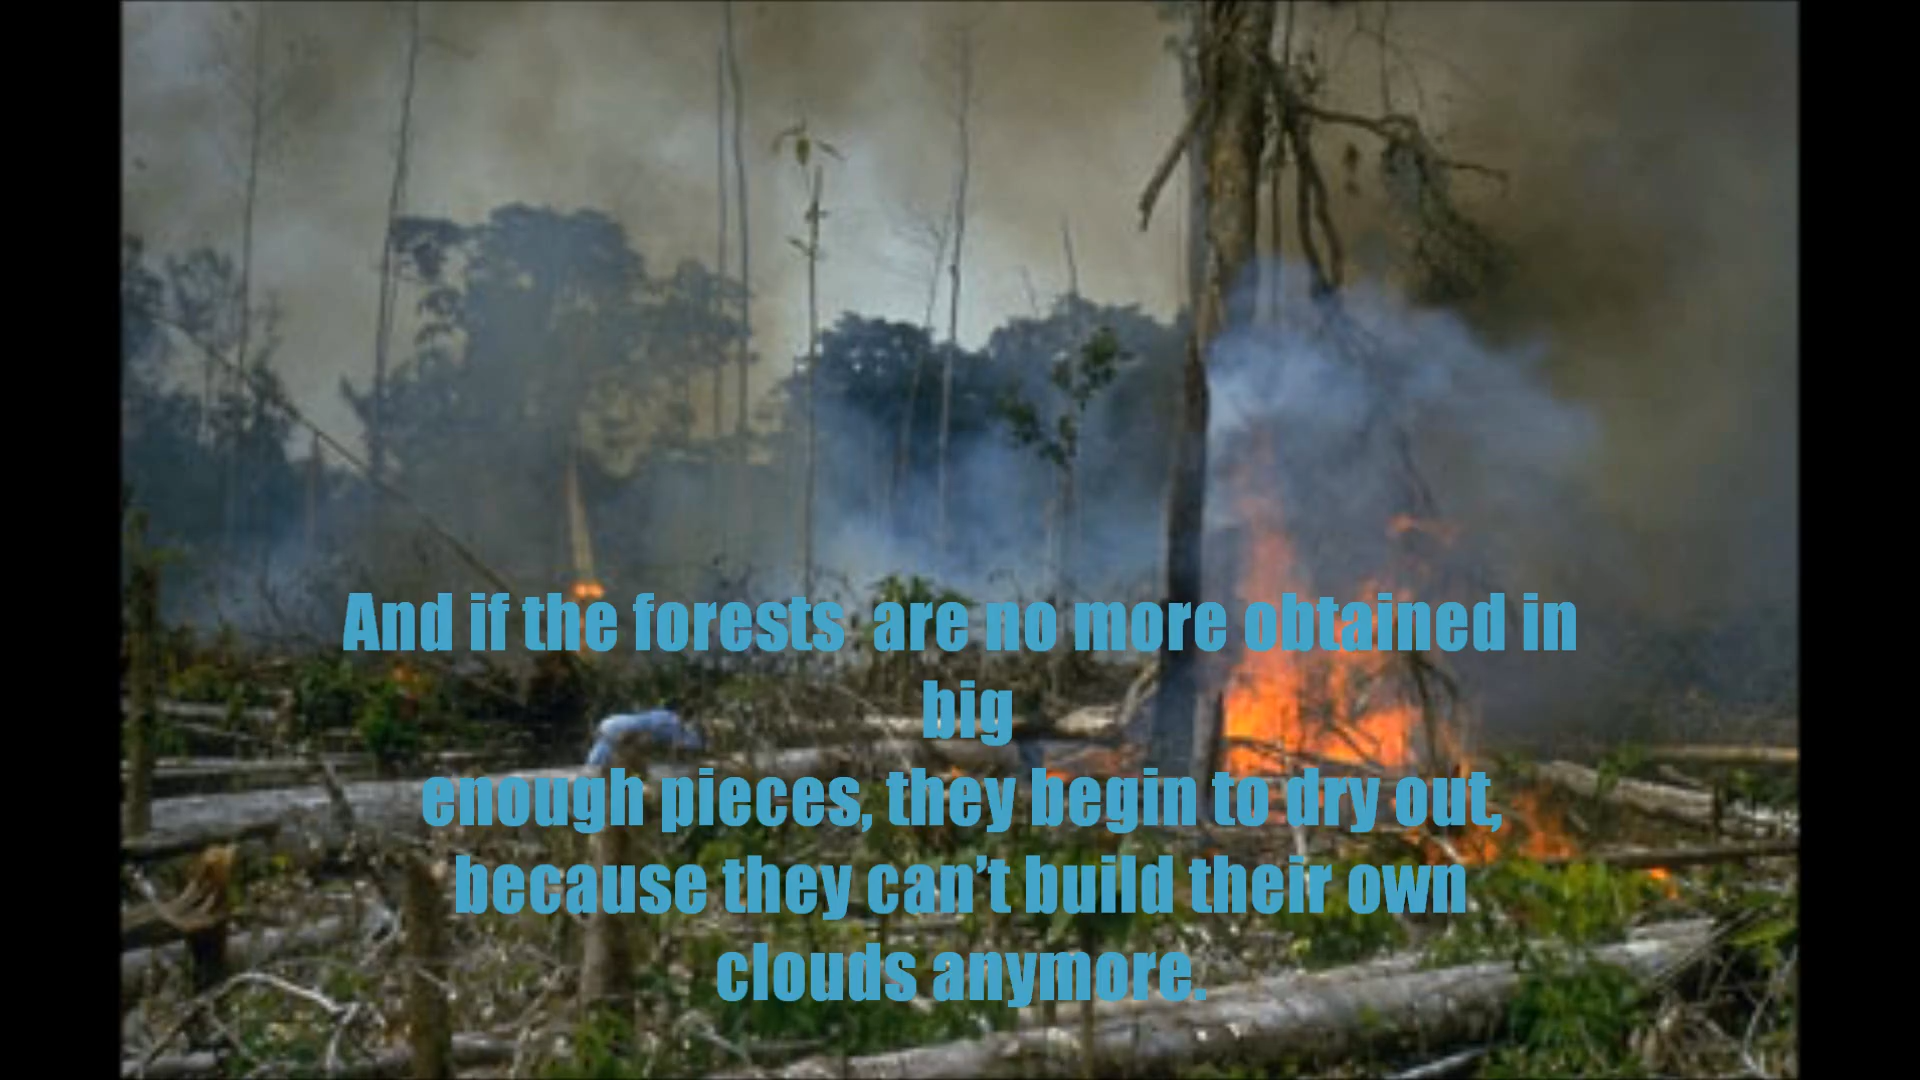 And if the forests  are no more obtained in
big
enough pieces, they begin to dry out,
because they can’t build their own
clouds anymore.